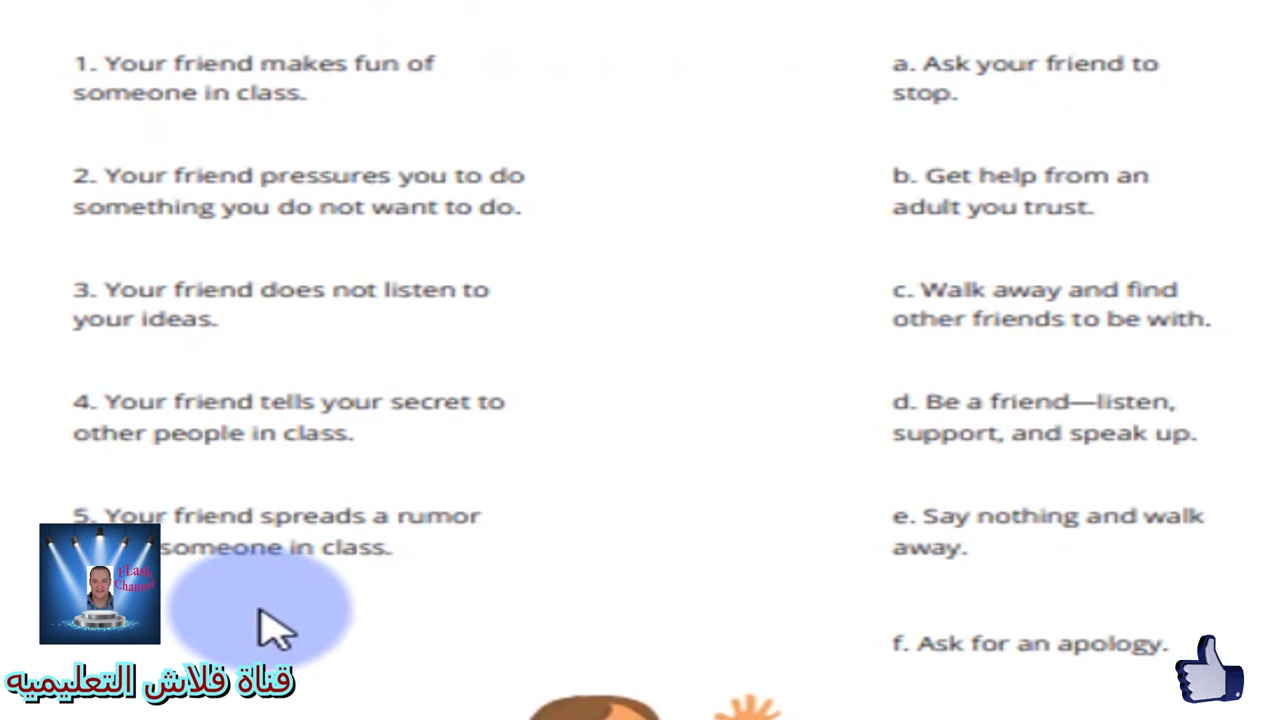 1. Your friend makes fun of
someone in class.
2. Your friend pressures you to do
something you do not want to do.
3. Your friend does not listen to
your ideas.
4. Your friend tells your secret to
other people in class.
5. Your friend spreads a rumor
someone in class.
a. Ask your friend to
stop.
b. Get help from an
adult you trust.
c. Walk away and find
other friends to be with.
d. Be a friend—listen,
support, and speak up.
e. Say nothing and walk
away.
f. Ask for an apology.
FLash
Channel
قناة فلاش التعليميه